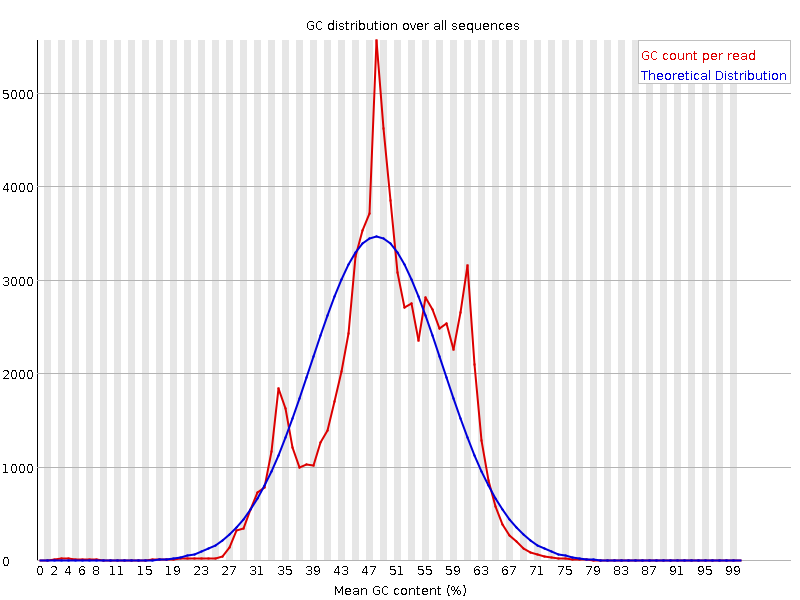 GC distribution over all sequences
GC count per read
Theoretical Distribution
5000
4000
3000
2000
1000
0
0 2 4 6 8 11 15 19 23 27 31 35 39 43 47 51 55 59 63 67 71 75 79 83 87 91 95 99
Mean GC content (%)